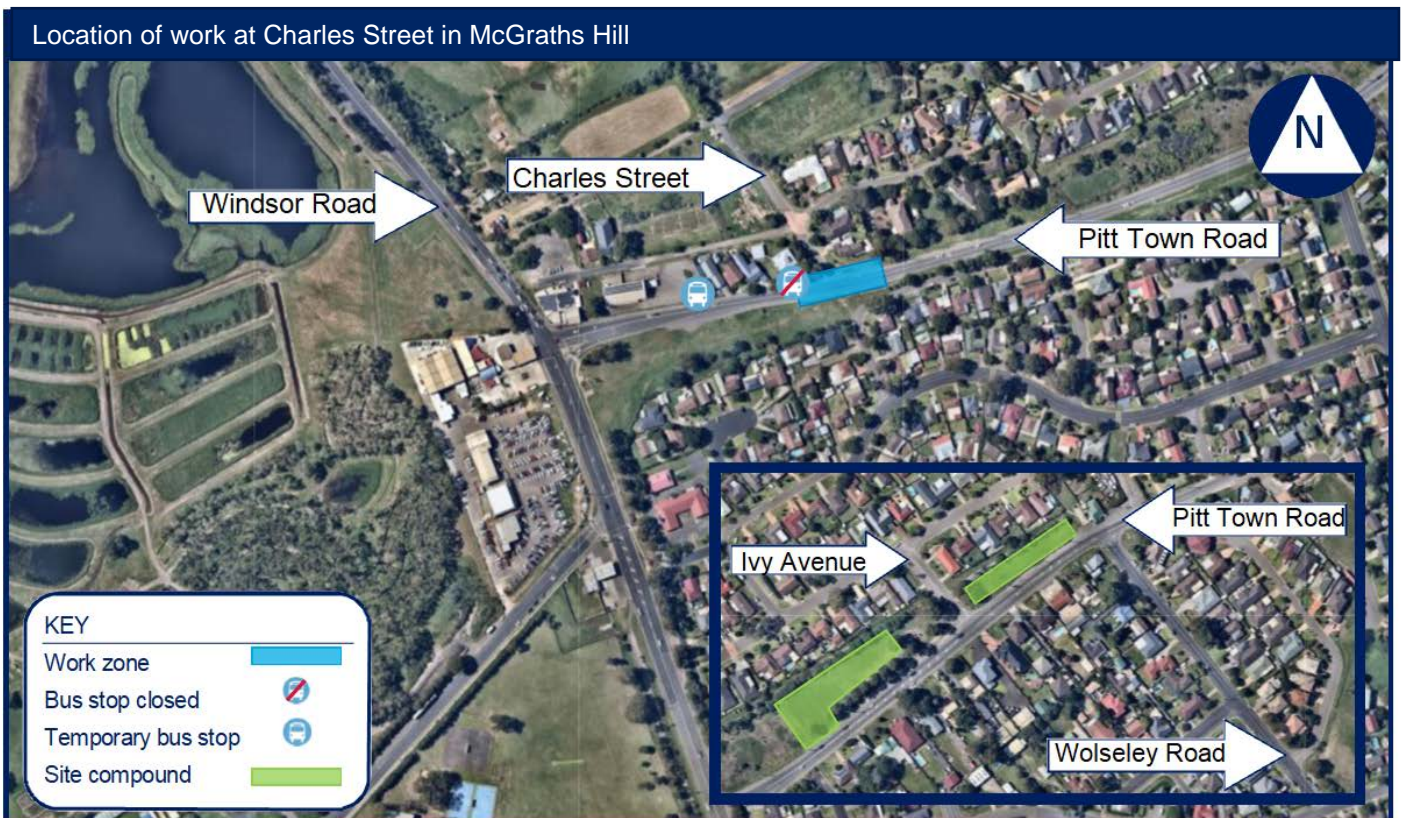 Location of work at Charles Street in McGraths Hill
N
Charles Street
Windsor Road
Pitt Town Road
Pitt Town Road
Ivy Avenue
Wolseley Road
KEY
Work zone
Bus stop closed
Temporary bus stop
Site compound